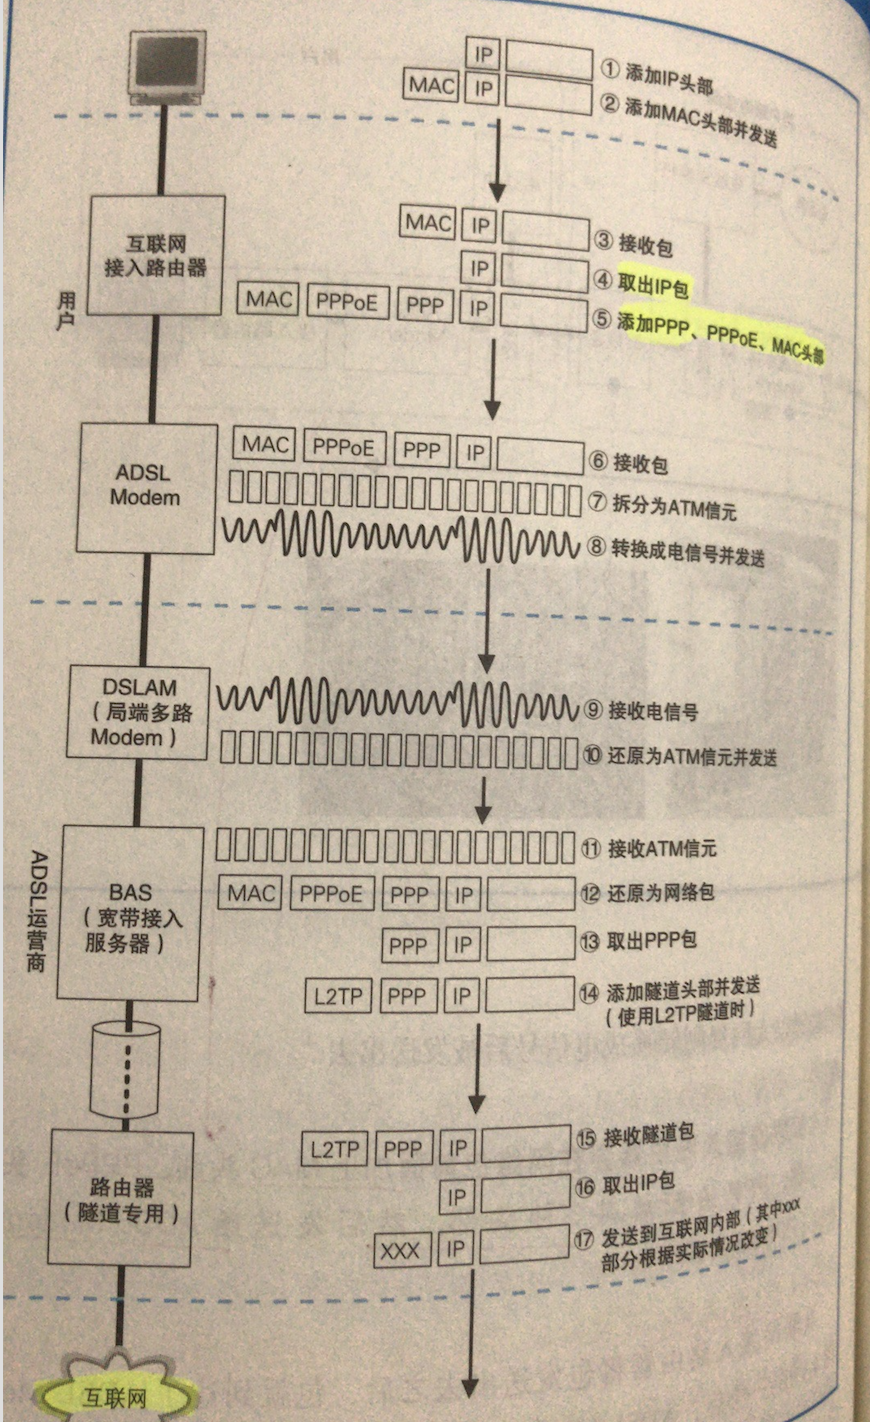 IP
① 添加IP头部
MAC IP
② 添加MAC头部并发送
互联网
接入路由器
用户
MAC IP
③ 接收包
IP
④ 取出IP包
MAC PPPoE PPP IP
⑤ 添加PPP、PPPoE、MAC头部
ADSL
Modem
MAC PPPoE PPP IP
⑥ 接收包
⑦ 拆分为ATM信元
⑧ 转换成电信号并发送
DSLAM
(局端多路
Modem)
⑨ 接收电信号
⑩ 还原为ATM信元并发送
ADSL运营商
BAS
(宽带接入
服务器)
⑪ 接收ATM信元
MAC PPPoE PPP IP
⑫ 还原为网络包
PPP IP
⑬ 取出PPP包
L2TP PPP IP
⑭ 添加隧道头部并发送
(使用L2TP隧道时)
路由器
(隧道专用)
L2TP PPP IP
⑮ 接收隧道包
IP
⑯ 取出IP包
XXX IP
⑰ 发送到互联网内部(其中xxx
部分根据实际情况改变)
互联网